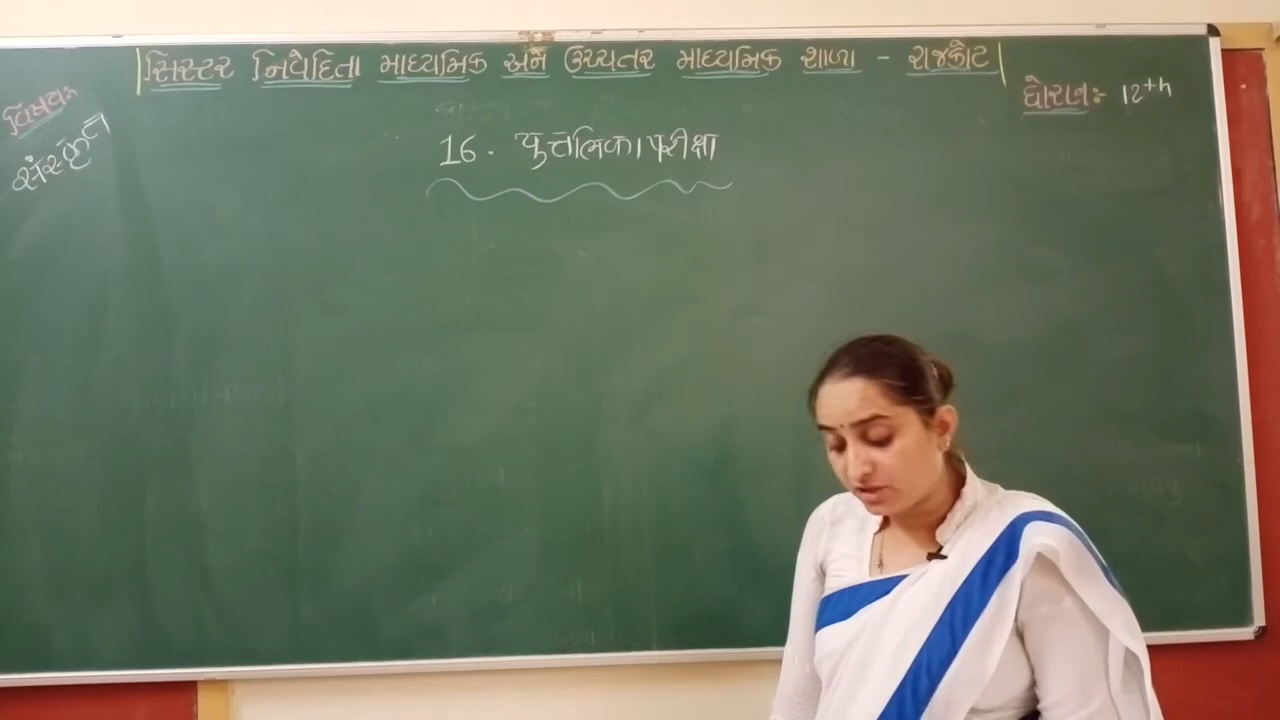 સિસ્ટર નિવેદિતા માધ્યમિક અને ઉચ્ચતર માધ્યમિક શાળા - રાજકોટ
વિષયઃ
સંસ્કૃત
ધોરણઃ- 12th
16. पुत्तलिकापरीक्षा